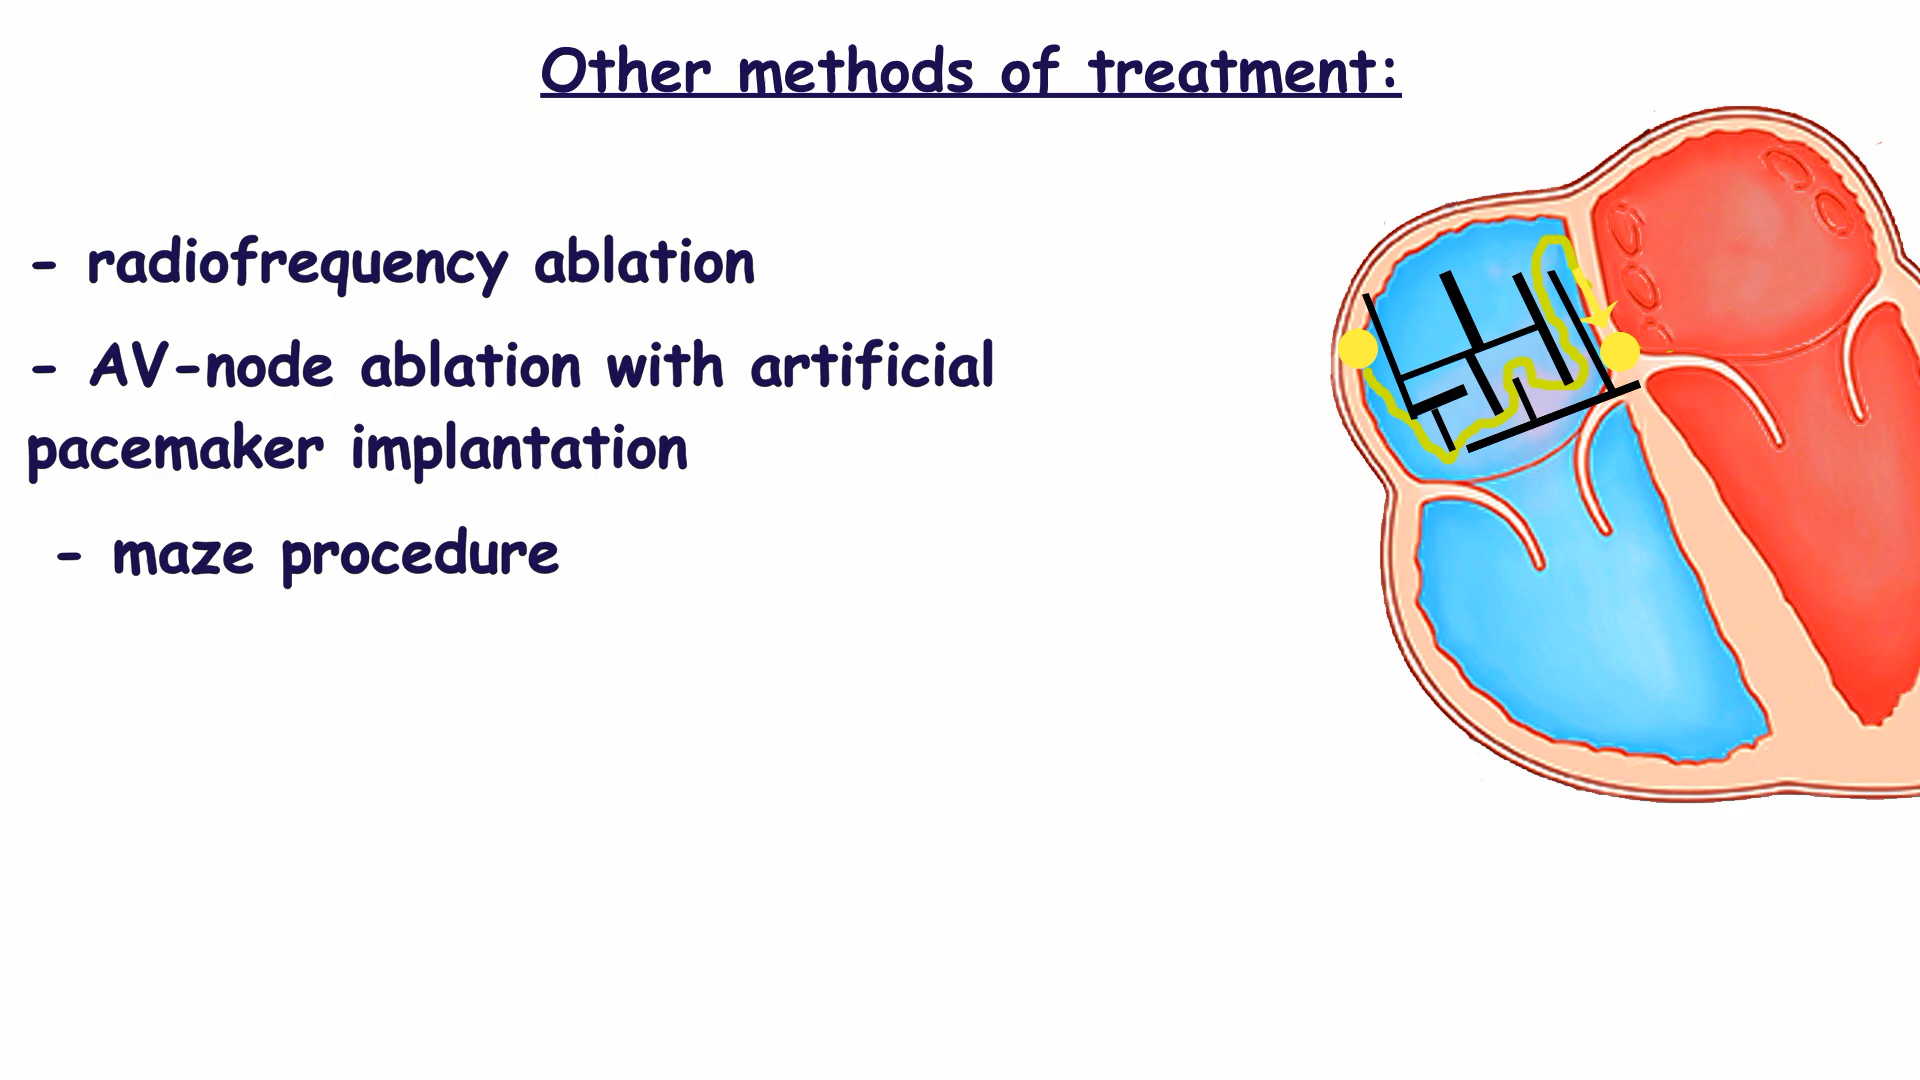 Other methods of treatment:
- radiofrequency ablation
- AV-node ablation with artificial
pacemaker implantation
- maze procedure